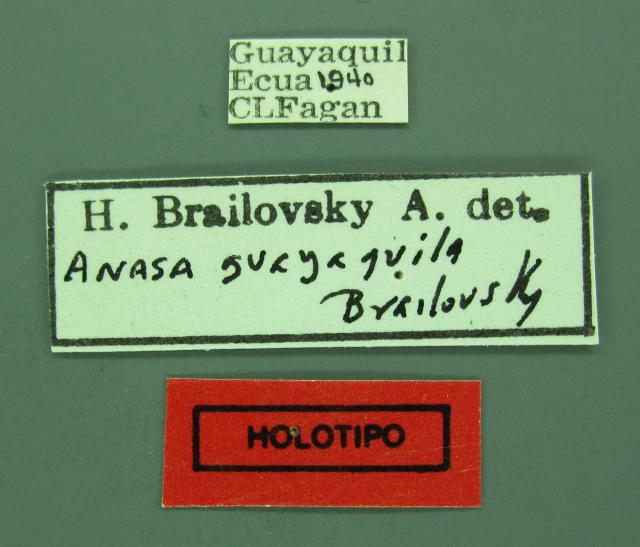 Guayaquil
Ecua 1940
CLFagan
H. Brailovsky A. det.
ANASA guayaquila
Brailovsky
HOLOTIPO